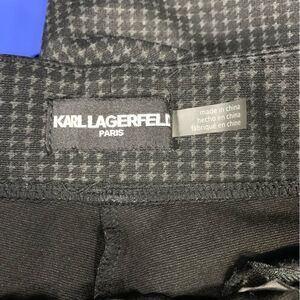 KARL LAGERFELD
PARIS
made in china
hecho en china
fabriqué en chine